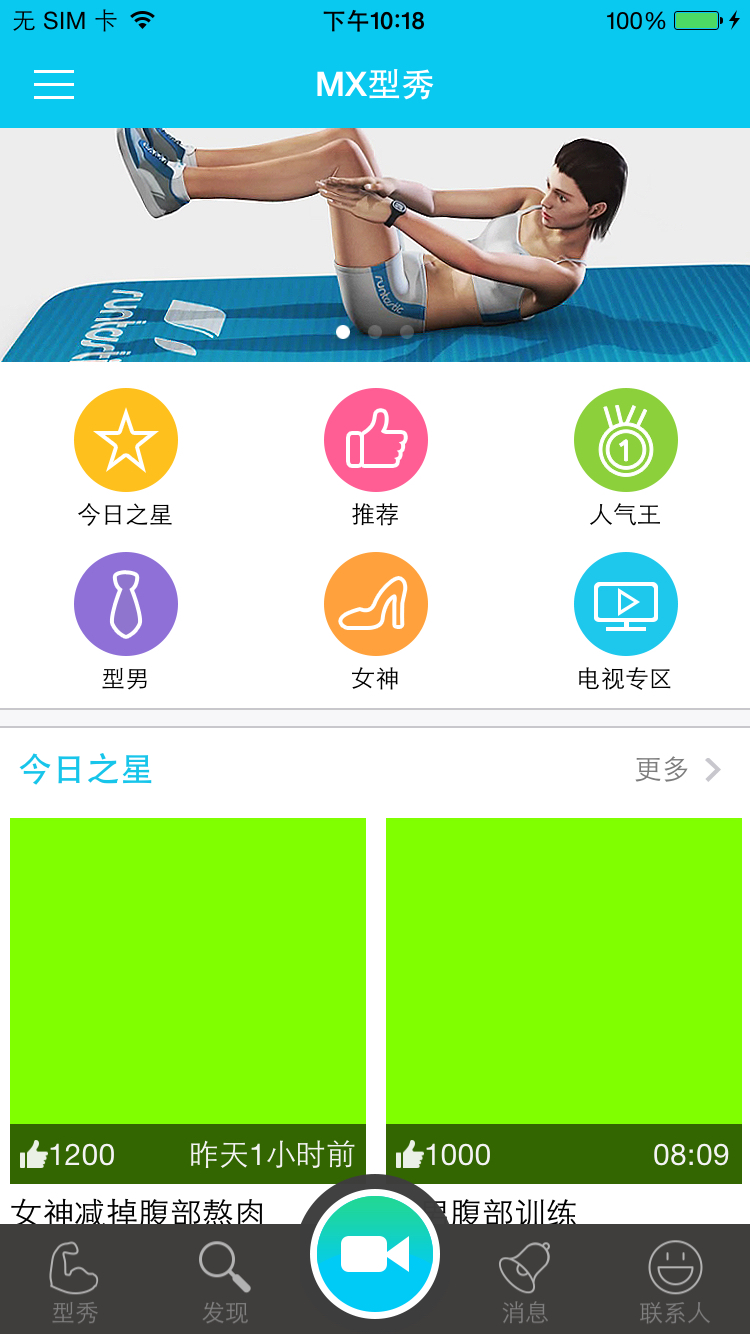 无 SIM 卡 下午10:18 100%
MX型秀
runtastic
今日之星 推荐 人气王
1
型男 女神 电视专区
今日之星 更多
1200 昨天1小时前 1000 08:09
女神减掉腹部熬肉 腹部训练
型秀 发现 消息 联系人